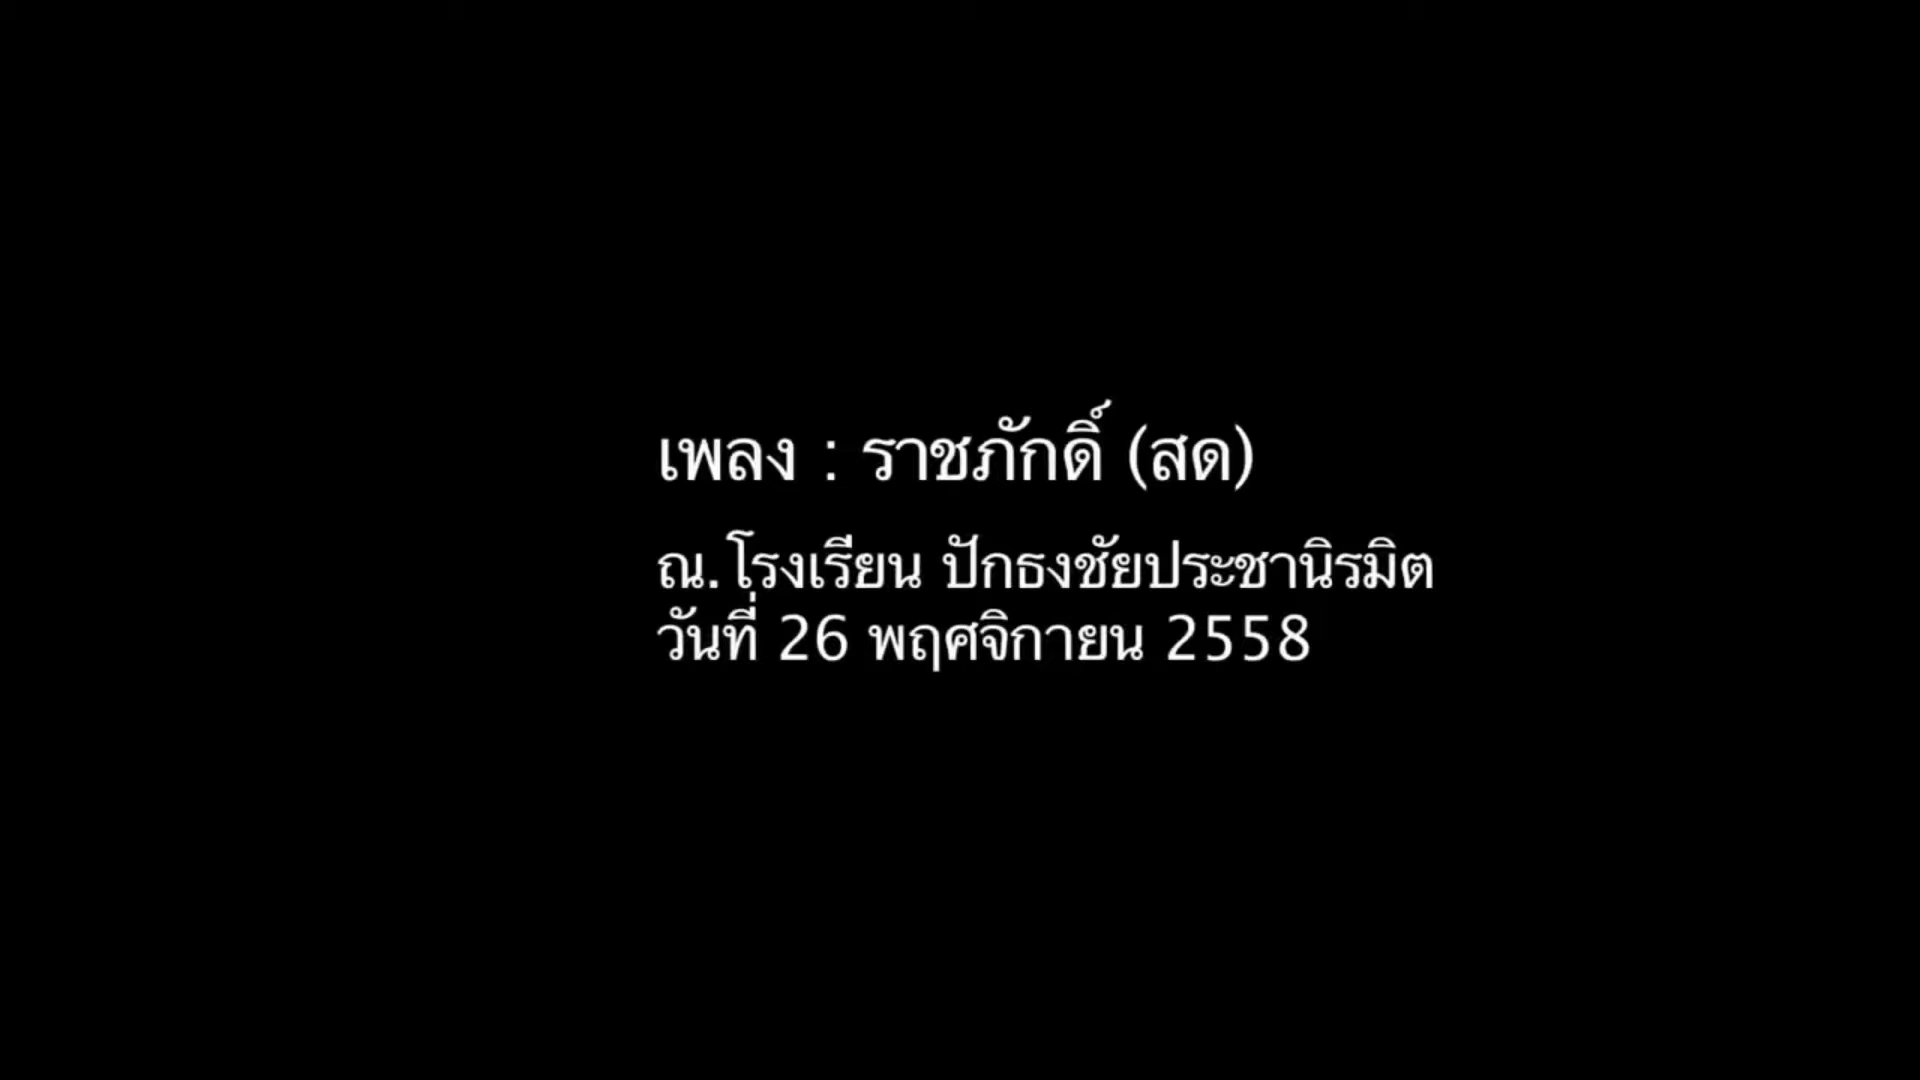 เพลง : ราชภักดิ์ (สด)
ณ.โรงเรียน ปักธงชัยประชานิรมิต
วันที่ 26 พฤศจิกายน 2558